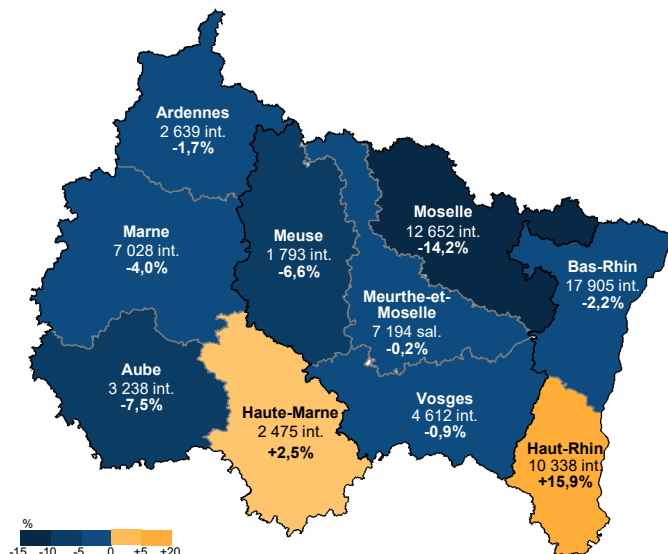 Ardennes
2 639 int.
-1,7%
Marne
7 028 int.
-4,0%
Meuse
1 793 int.
-6,6%
Moselle
12 652 int.
-14,2%
Bas-Rhin
17 905 int.
-2,2%
Meurthe-et-
Moselle
7 194 sal.
-0,2%
Aube
3 238 int.
-7,5%
Haute-Marne
2 475 int.
+2,5%
Vosges
4 612 int.
-0,9%
Haut-Rhin
10 338 int.
+15,9%
%
-15 -10 -5 0 +5 +20